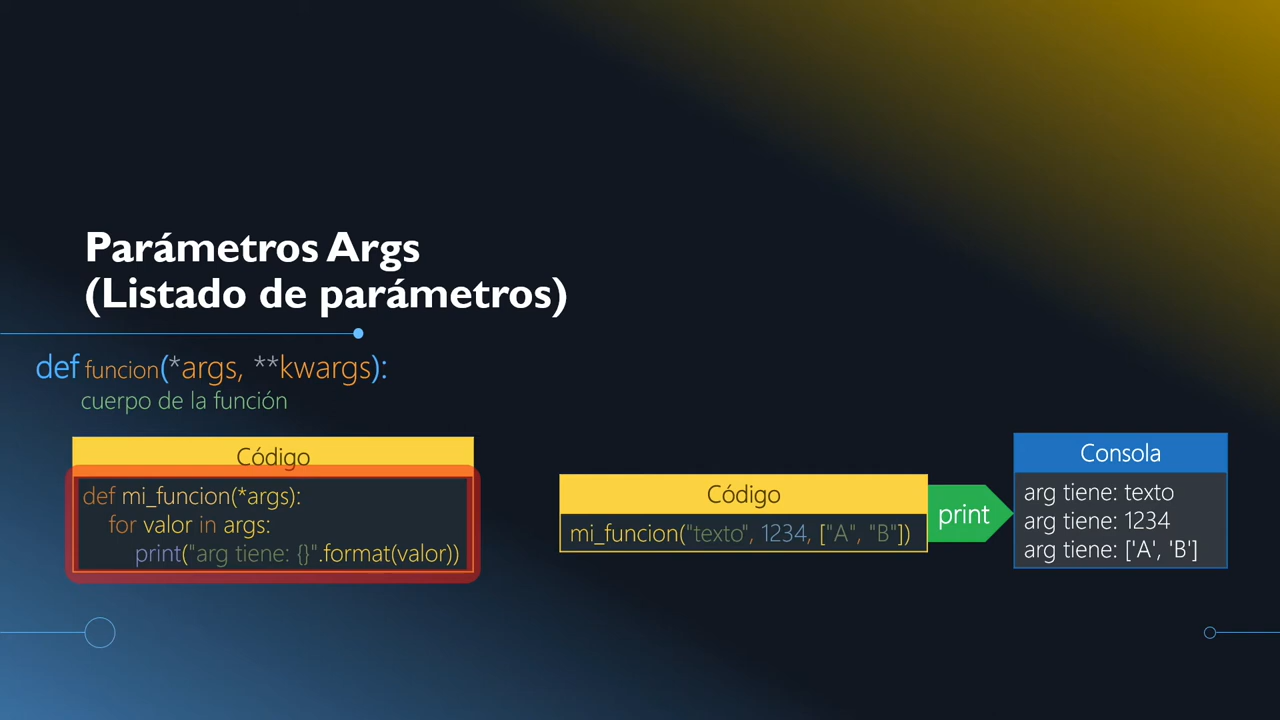 Parámetros Args
(Listado de parámetros)
def funcion(*args, **kwargs):
cuerpo de la función
Código
def mi_funcion(*args):
for valor in args:
print("arg tiene: {}".format(valor))
Código
mi_funcion("texto", 1234, ["A", "B"])
print
Consola
arg tiene: texto
arg tiene: 1234
arg tiene: ['A', 'B']